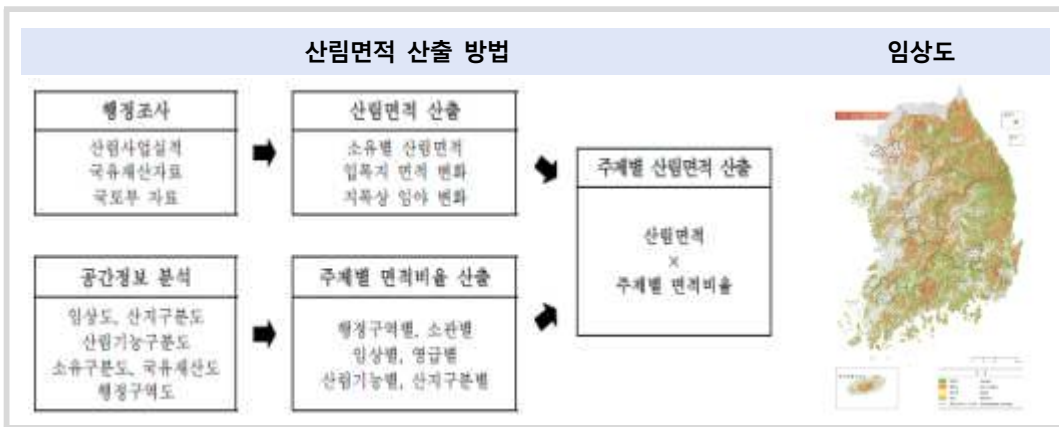 산림면적 산출 방법
임상도
행정조사
산림사업실적
국유재산자료
국토부 자료
산림면적 산출
소유별 산림면적
입목지 면적 변화
지목상 임야 변화
공간정보 분석
임상도, 산지구분도
산림기능구분도
소유구분도, 국유재산도
행정구역도
주제별 면적비율 산출
행정구역별, 소관별
임상별, 영급별
산림기능별, 산지구분별
주제별 산림면적 산출
산림면적
×
주제별 면적비율